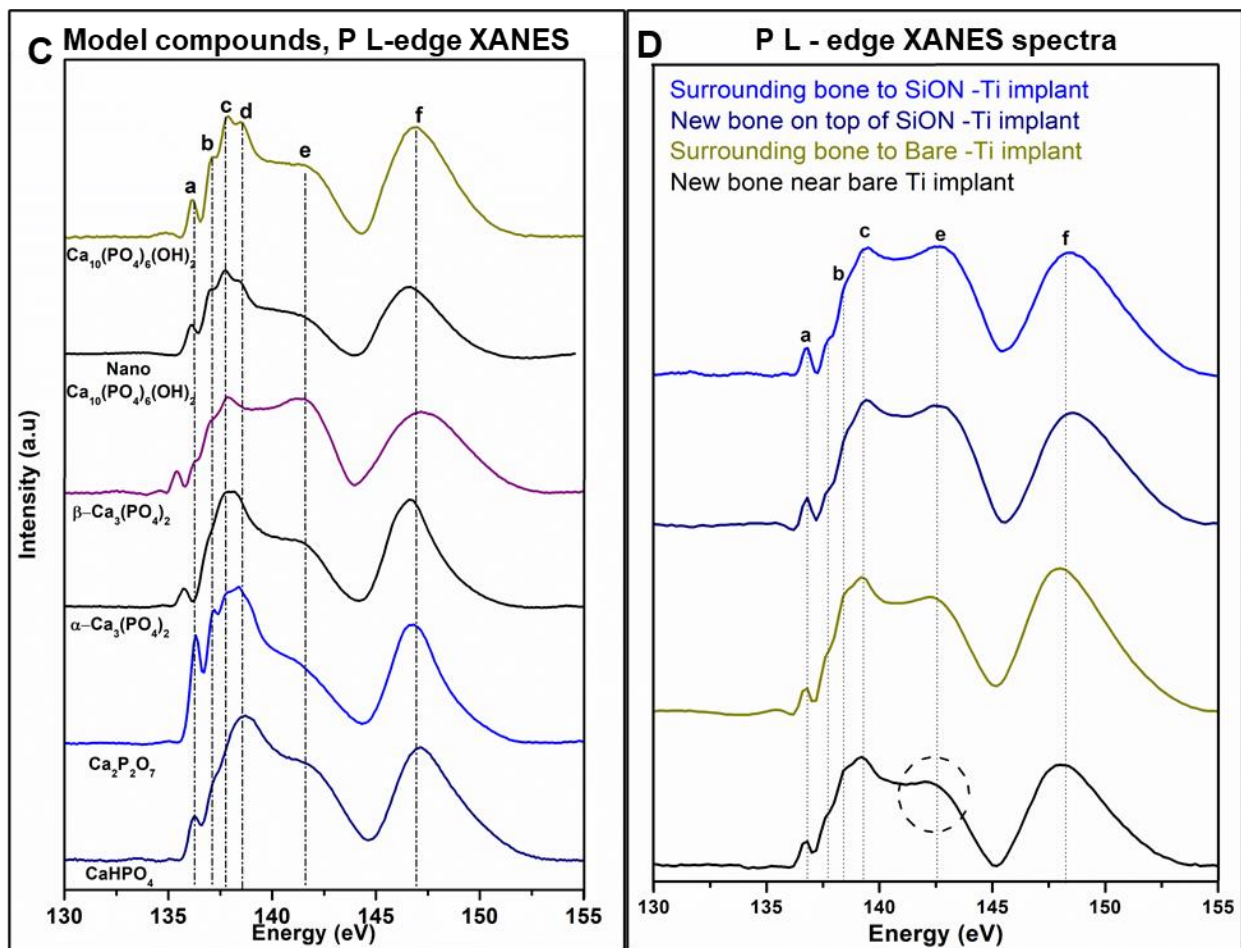 C Model compounds, P L-edge XANES
a
b
c
d
e
f
Ca₁₀(PO₄)₆(OH)₂
Nano
Ca₁₀(PO₄)₆(OH)₂
β–Ca₃(PO₄)₂
α–Ca₃(PO₄)₂
Ca₂P₂O₇
CaHPO₄
Intensity (a.u)
130 135 140 145 150 155
Energy (eV)
D P L - edge XANES spectra
Surrounding bone to SiON -Ti implant
New bone on top of SiON -Ti implant
Surrounding bone to Bare -Ti implant
New bone near bare Ti implant
a
b
c
e
f
130 135 140 145 150 155
Energy (eV)